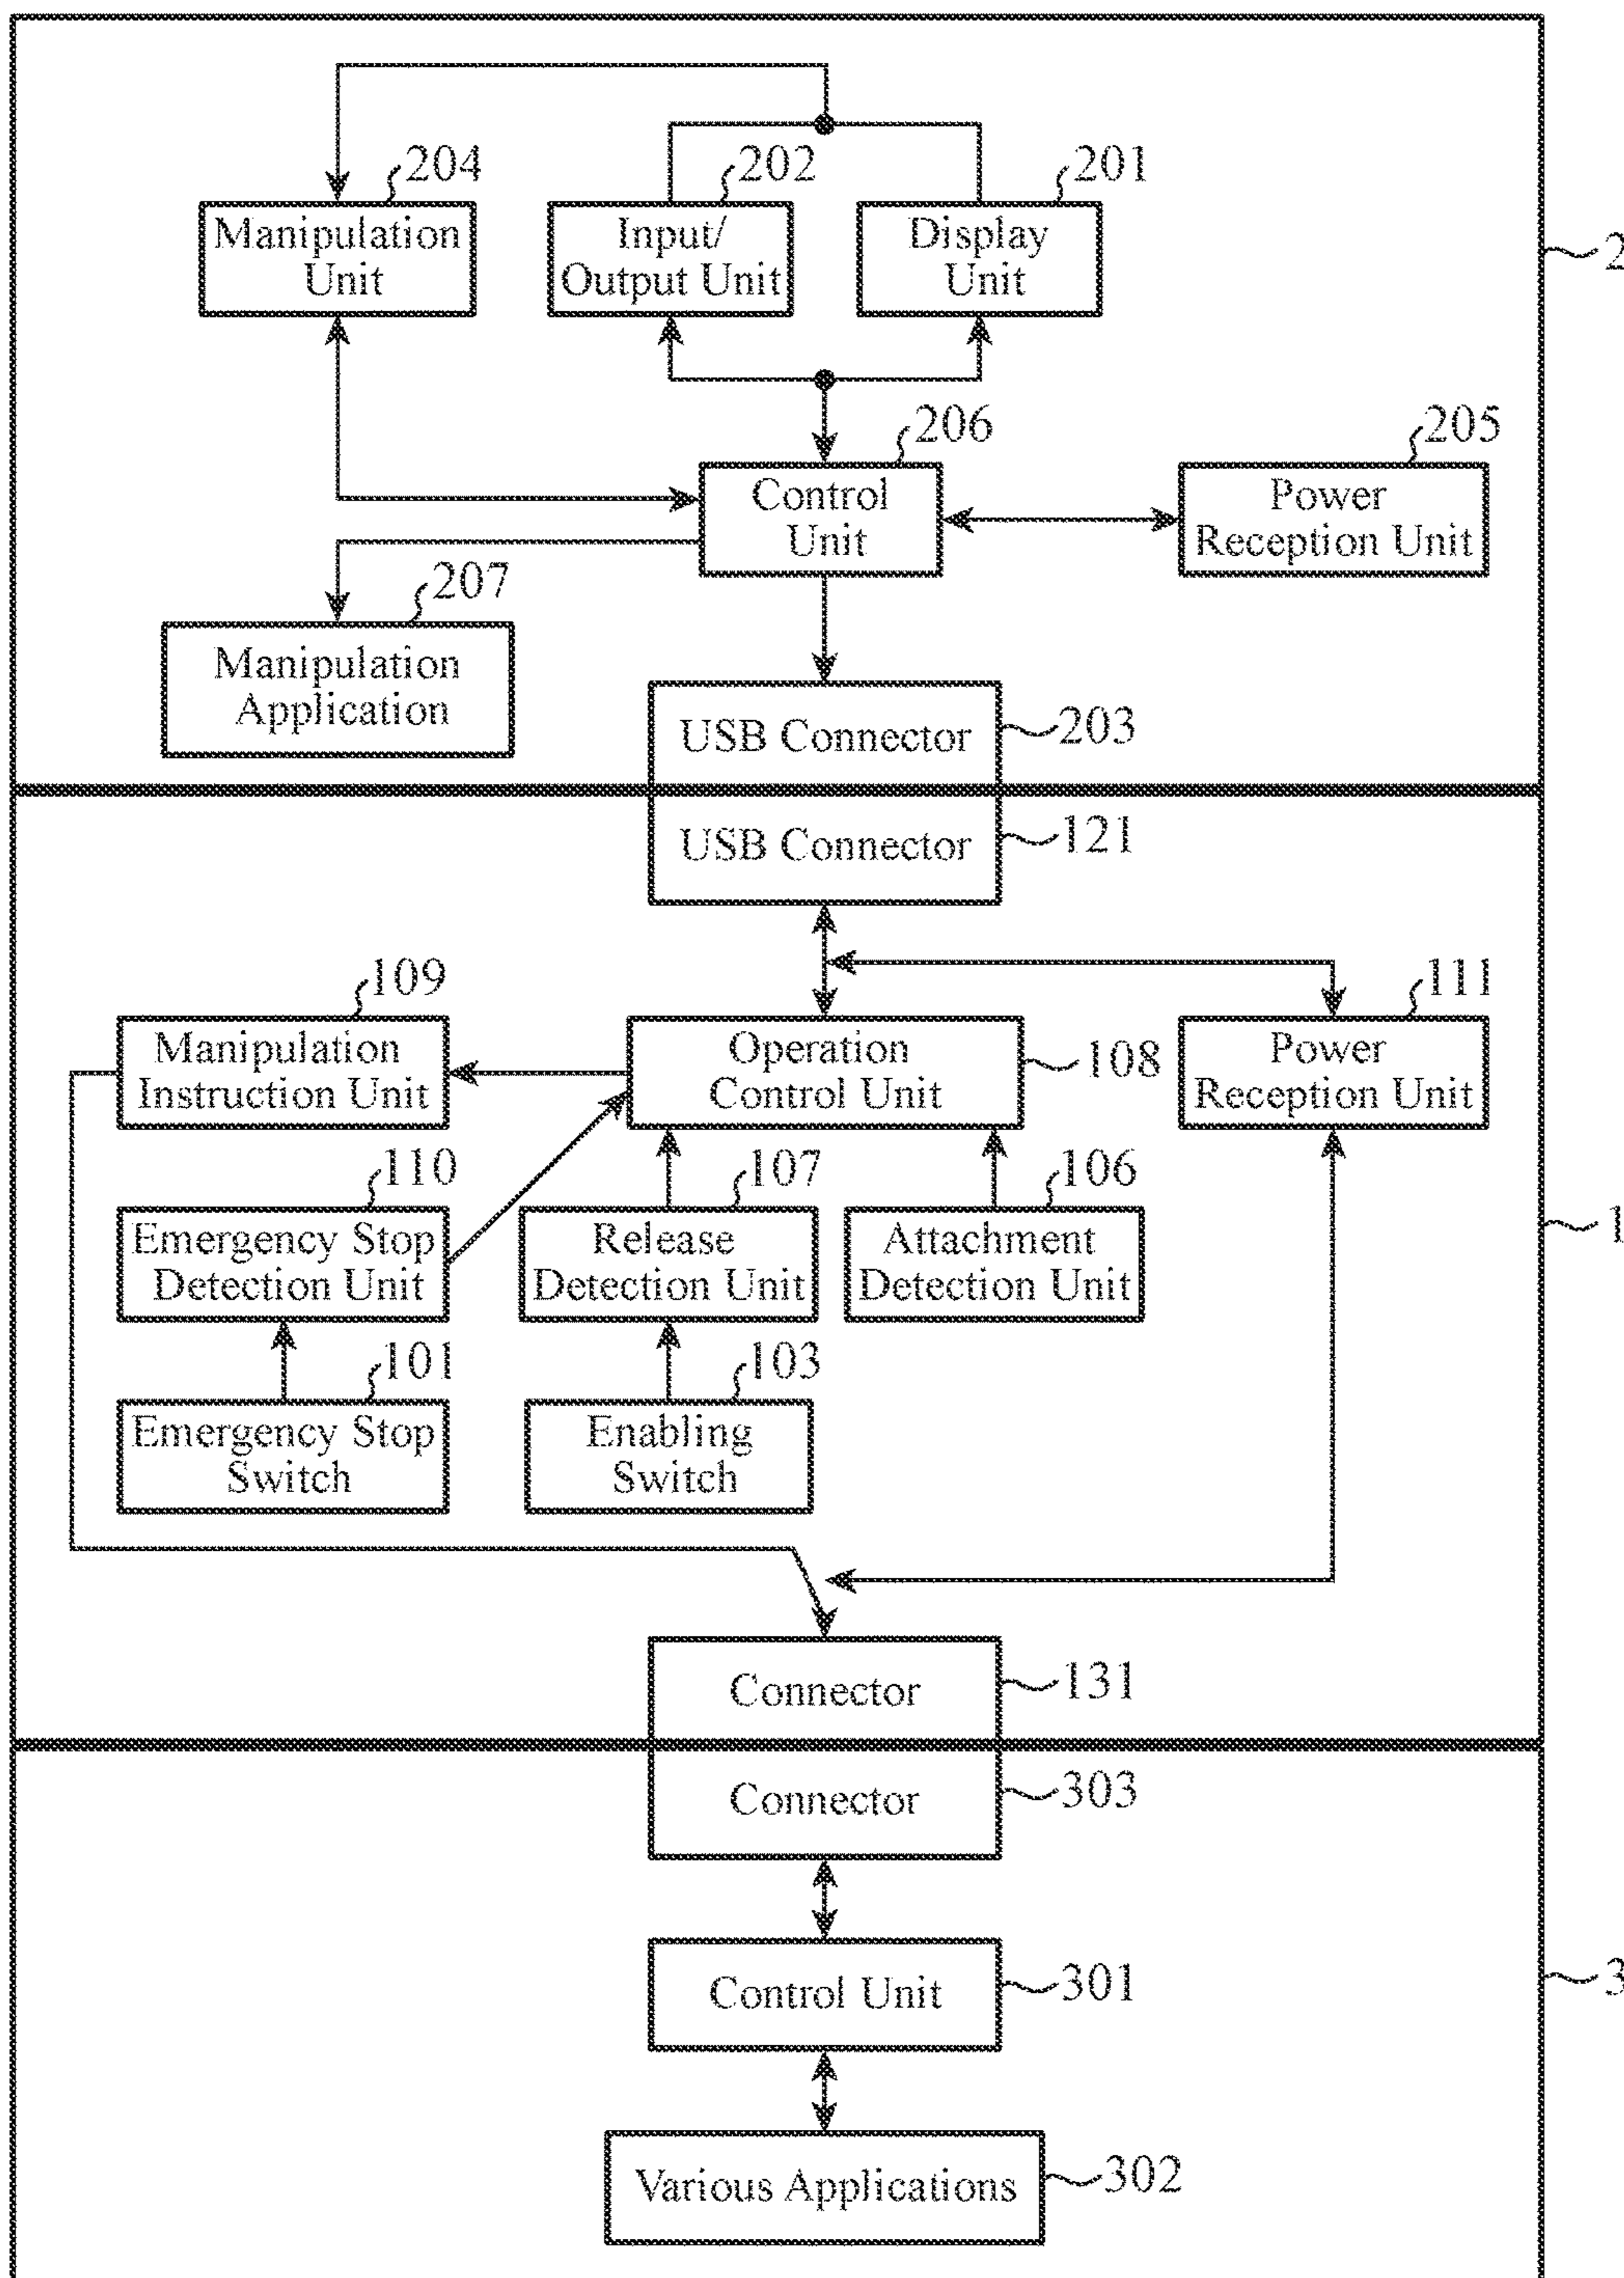 204
202
201
Manipulation
Unit
Input/
Output Unit
Display
Unit
2
206
205
Control
Unit
Power
Reception Unit
207
Manipulation
Application
USB Connector
203
USB Connector
121
109
111
Manipulation
Instruction Unit
Operation
Control Unit
108
Power
Reception Unit
110
107
106
Emergency Stop
Detection Unit
Release
Detection Unit
Attachment
Detection Unit
1
101
103
Emergency Stop
Switch
Enabling
Switch
Connector
131
Connector
303
Control Unit
301
3
Various Applications
302